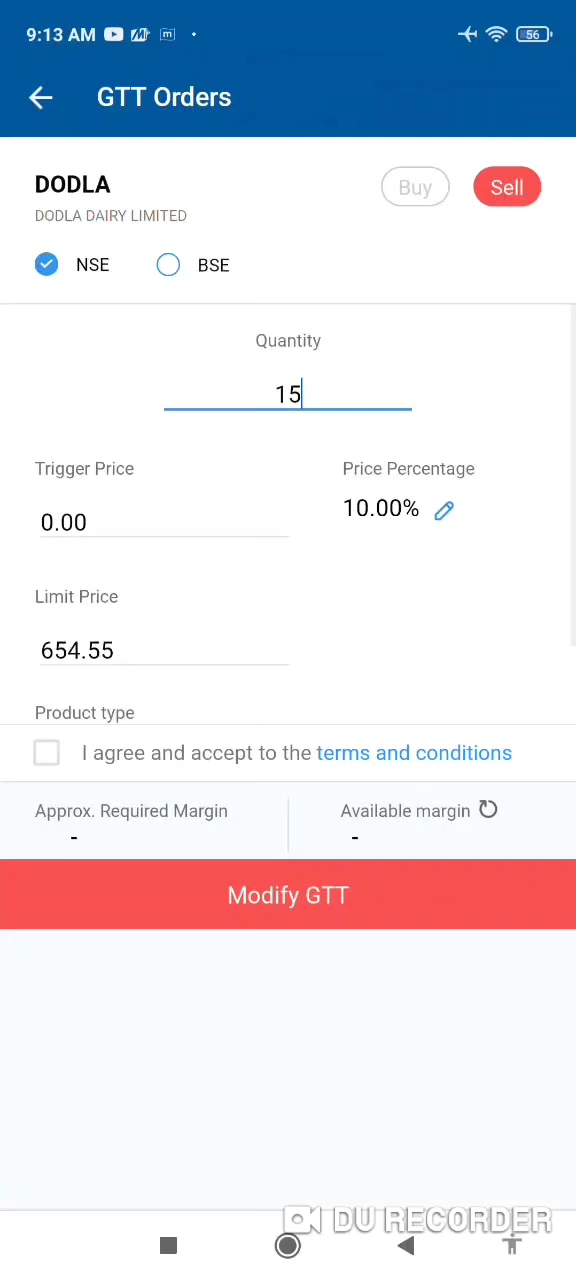 9:13 AM
56
GTT Orders
DODLA
Buy
Sell
DODLA DAIRY LIMITED
NSE
BSE
Quantity
15
Trigger Price
Price Percentage
0.00
10.00%
Limit Price
654.55
Product type
I agree and accept to the terms and conditions
Approx. Required Margin
Available margin
-
-
Modify GTT
DU RECORDER